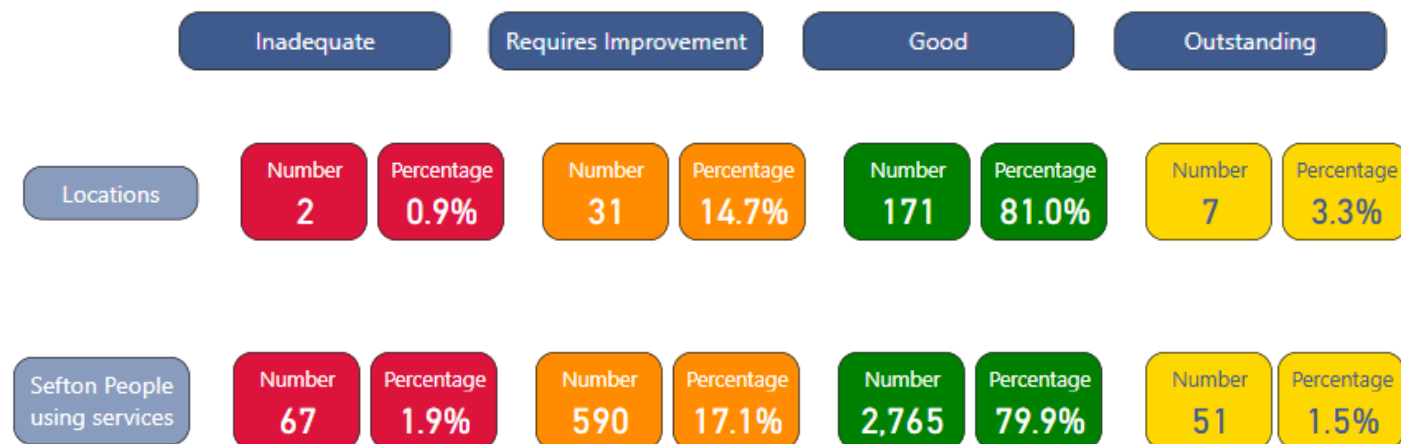 Inadequate Requires Improvement Good Outstanding
Locations
Number Percentage Number Percentage Number Percentage Number Percentage
2 0.9% 31 14.7% 171 81.0% 7 3.3%
Sefton People
using services
Number Percentage Number Percentage Number Percentage Number Percentage
67 1.9% 590 17.1% 2,765 79.9% 51 1.5%